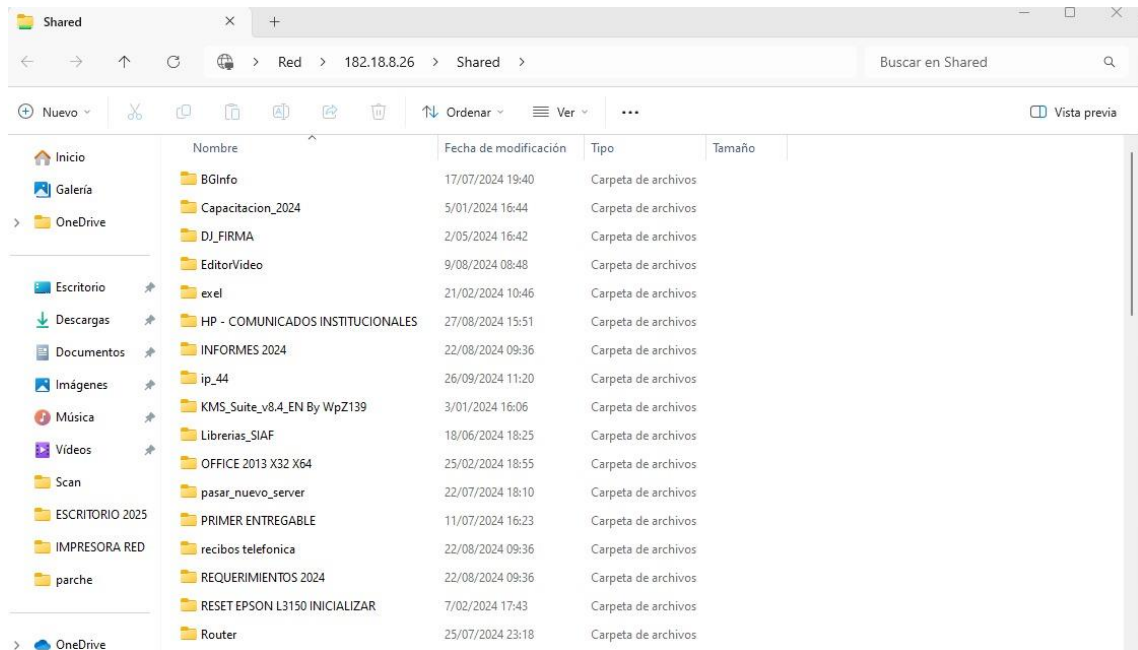 Shared
Red > 182.18.8.26 > Shared >
Buscar en Shared
Nuevo
Ordenar
Ver
Vista previa
Inicio
Galería
OneDrive
Escritorio
Descargas
Documentos
Imágenes
Música
Vídeos
Scan
ESCRITORIO 2025
IMPRESORA RED
parche
OneDrive
Nombre Fecha de modificación Tipo Tamaño
BGInfo 17/07/2024 19:40 Carpeta de archivos
Capacitacion_2024 5/01/2024 16:44 Carpeta de archivos
DJ_FIRMA 2/05/2024 16:42 Carpeta de archivos
EditorVideo 9/08/2024 08:48 Carpeta de archivos
exel 21/02/2024 10:46 Carpeta de archivos
HP - COMUNICADOS INSTITUCIONALES 27/08/2024 15:51 Carpeta de archivos
INFORMES 2024 22/08/2024 09:36 Carpeta de archivos
ip_44 26/09/2024 11:20 Carpeta de archivos
KMS_Suite_v8.4_EN By WpZ139 3/01/2024 16:06 Carpeta de archivos
Librerias_SIAF 18/06/2024 18:25 Carpeta de archivos
OFFICE 2013 X32 X64 25/02/2024 18:55 Carpeta de archivos
pasar_nuevo_server 22/07/2024 18:10 Carpeta de archivos
PRIMER ENTREGABLE 11/07/2024 16:23 Carpeta de archivos
recibos telefonica 22/08/2024 09:36 Carpeta de archivos
REQUERIMIENTOS 2024 22/08/2024 09:36 Carpeta de archivos
RESET EPSON L3150 INICIALIZAR 7/02/2024 17:43 Carpeta de archivos
Router 25/07/2024 23:18 Carpeta de archivos